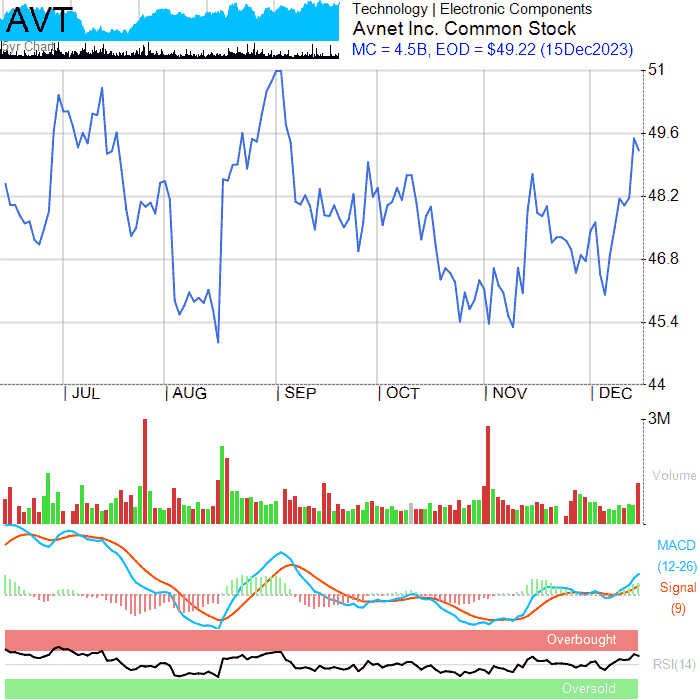 AVT
5yr Chart
Technology | Electronic Components
Avnet Inc. Common Stock
MC = 4.5B, EOD = $49.22 (15Dec2023)
51
49.6
48.2
46.8
45.4
44
| JUL | AUG | SEP | OCT | NOV | DEC
3M
Volume
MACD
(12-26)
Signal
(9)
Overbought
RSI(14)
Oversold